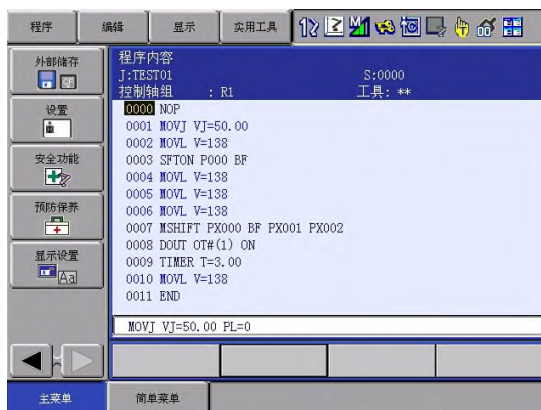 程序 编辑 显示 实用工具
外部储存
设置
安全功能
预防保养
显示设置
Aa
程序内容
J:TEST01 S:0000
控制轴组 : R1 工具: **
0000 NOP
0001 MOVJ VJ=50.00
0002 MOVL V=138
0003 SFTON P000 BF
0004 MOVL V=138
0005 MOVL V=138
0006 MOVL V=138
0007 MSHIFT PX000 BF PX001 PX002
0008 DOUT OT#(1) ON
0009 TIMER T=3.00
0010 MOVL V=138
0011 END
MOVJ VJ=50.00 PL=0
主菜单 简单菜单